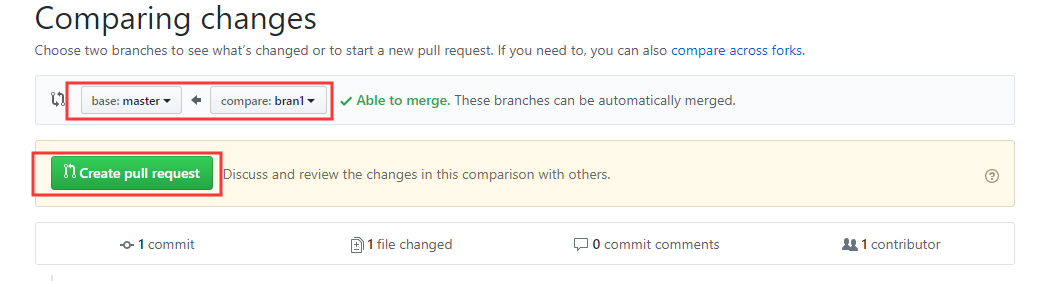 Comparing changes
Choose two branches to see what's changed or to start a new pull request. If you need to, you can also compare across forks.
base: master compare: bran1 Able to merge. These branches can be automatically merged.
Create pull request Discuss and review the changes in this comparison with others.
1 commit 1 file changed 0 commit comments 1 contributor